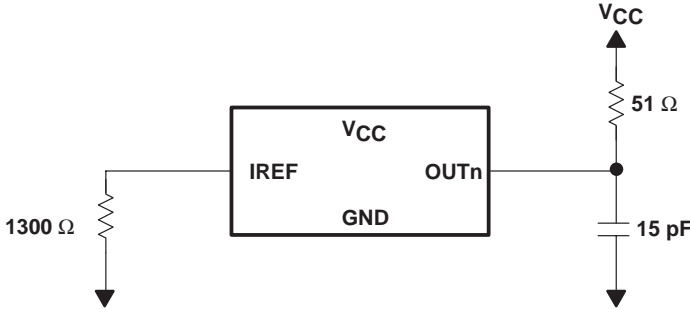 VCC
51 Ω
VCC
IREF
OUTn
1300 Ω
GND
15 pF